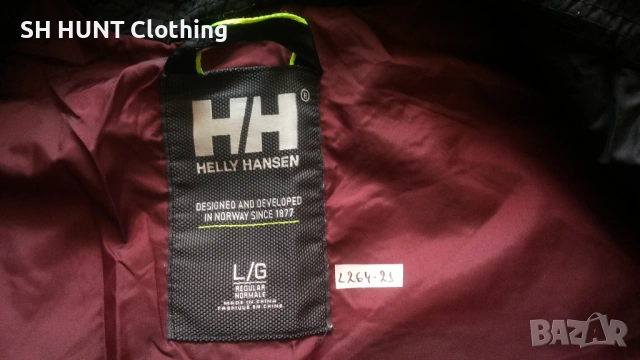 SH HUNT Clothing
H/H®
HELLY HANSEN
DESIGNED AND DEVELOPED
IN NORWAY SINCE 1877
L/G
REGULAR
NORMALE
MADE IN CHINA
FABRIQUÉ EN CHINE
L264-21
BAZAR